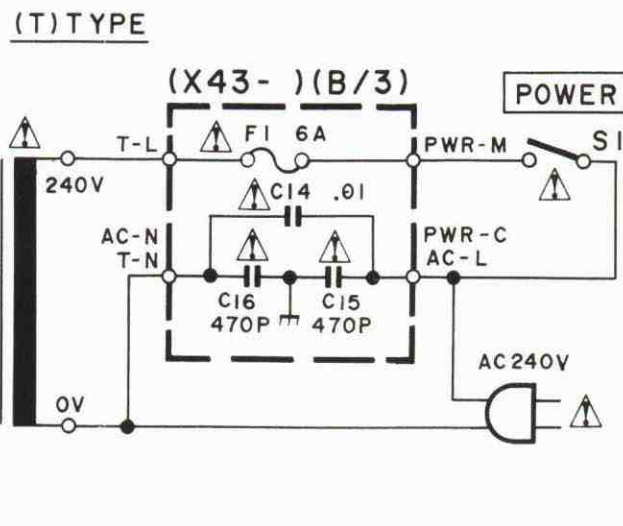 (T) TYPE
(X43- )(B/3)
POWER
T-L
F1 6A
PWR-M
S1
240V
C14 .01
AC-N
T-N
PWR-C
AC-L
C16
470P
C15
470P
AC240V
0V